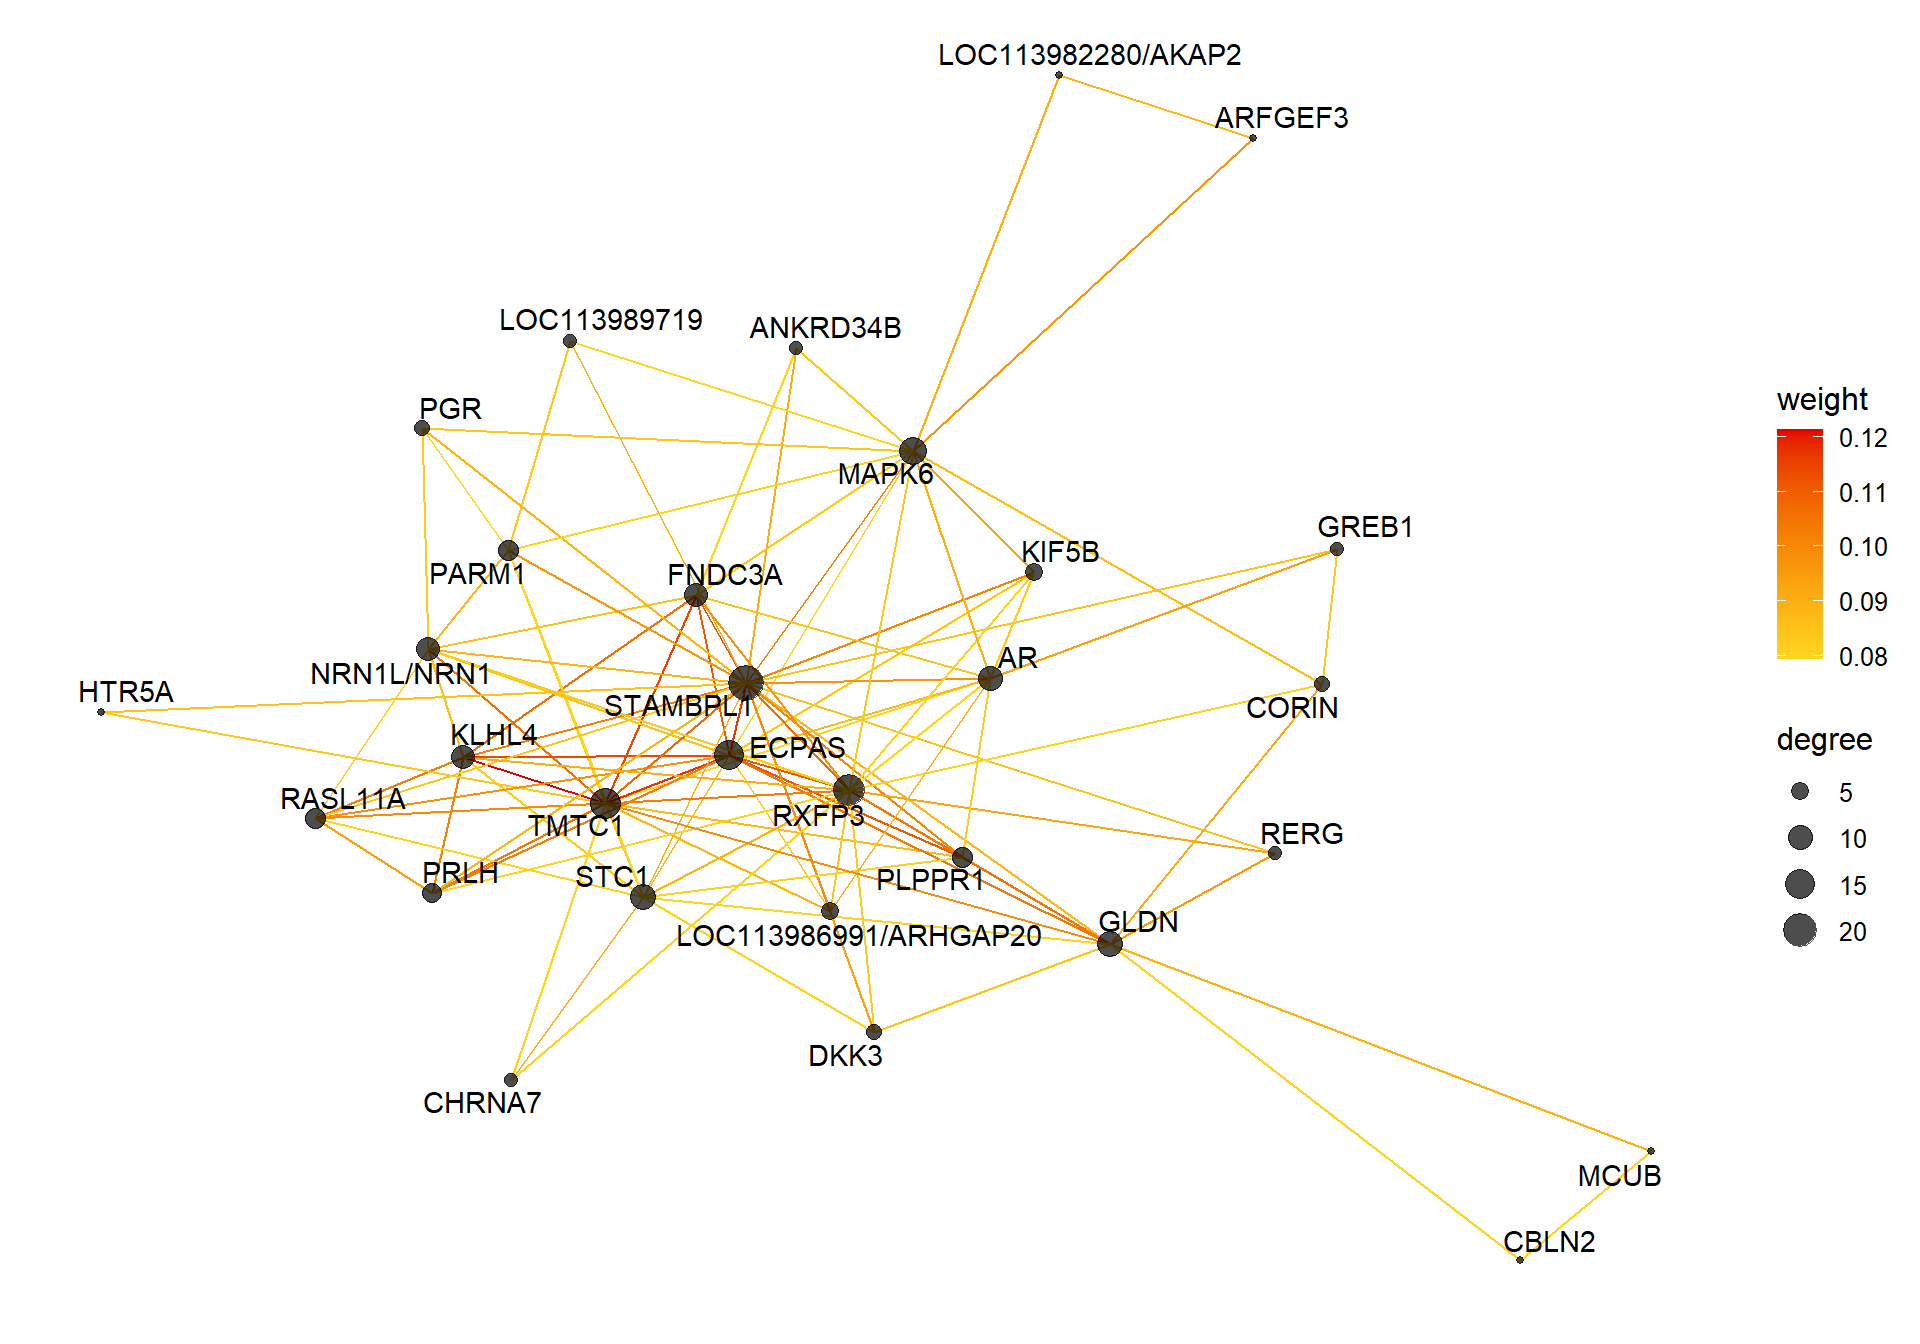 LOC113982280/AKAP2
ARFGEF3
LOC113989719
ANKRD34B
PGR
MAPK6
GREB1
KIF5B
PARM1
FNDC3A
NRN1L/NRN1
AR
HTR5A
STAMBPL1
CORIN
KLHL4
ECPAS
RASL11A
TMTC1
RXFP3
RERG
PRLH
STC1
PLPPR1
LOC113986991/ARHGAP20
GLDN
DKK3
CHRNA7
MCUB
CBLN2
weight
0.12
0.11
0.10
0.09
0.08
degree
5
10
15
20